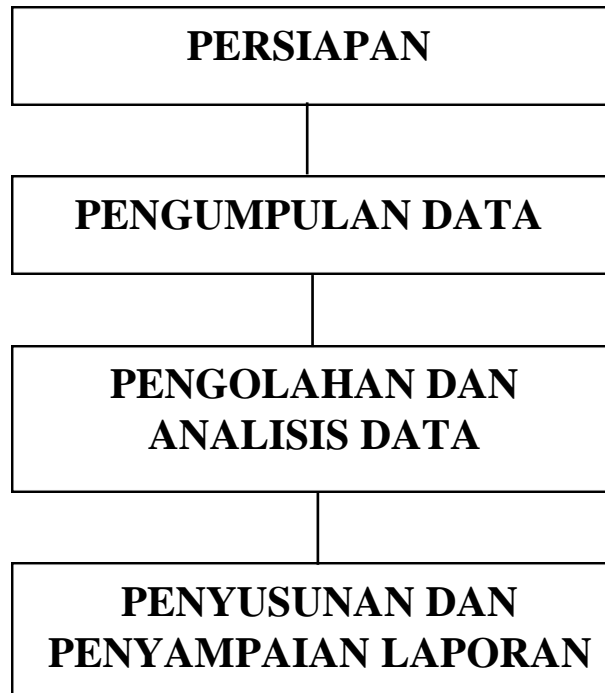 PERSIAPAN
PENGUMPULAN DATA
PENGOLAHAN DAN
ANALISIS DATA
PENYUSUNAN DAN
PENYAMPAIAN LAPORAN